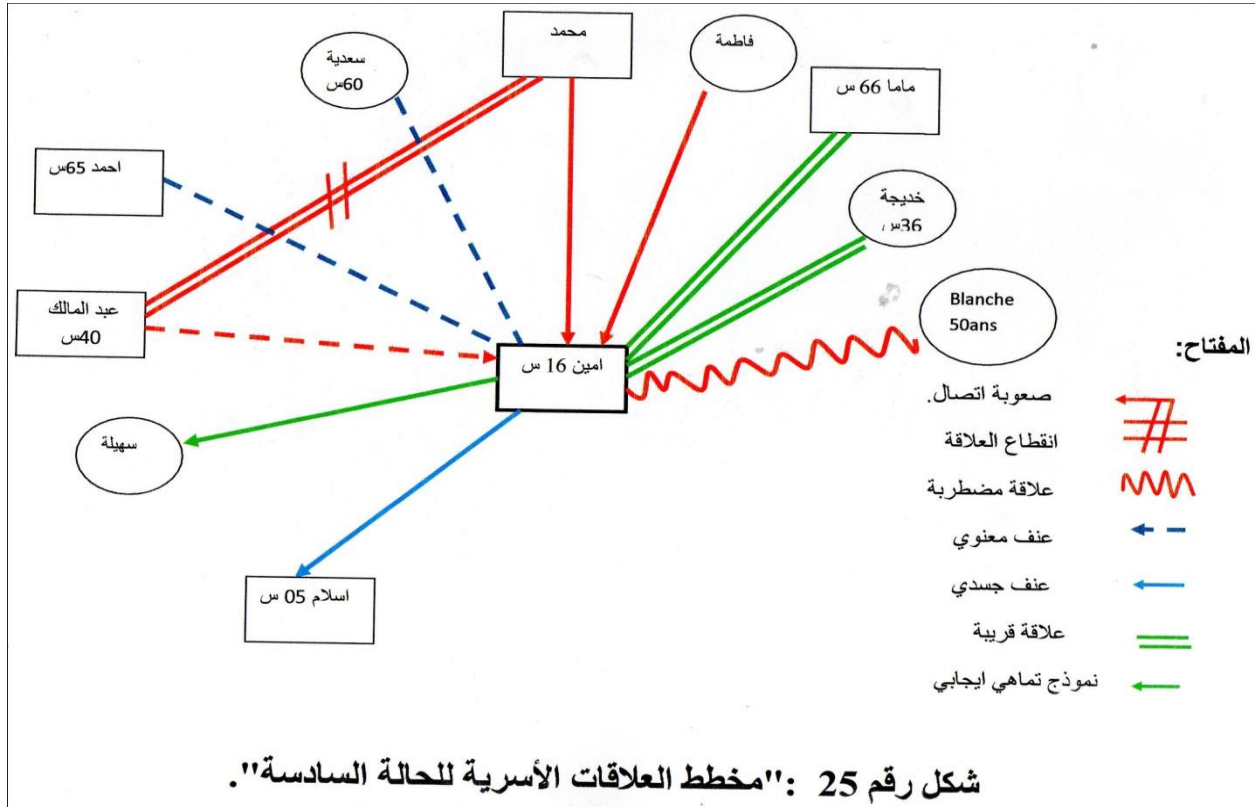 محمد
فاطمة
سعدية
60س
ماما 66 س
احمد 65س
خديجة
36س
عبد المالك
40س
Blanche
50ans
امين 16 س
سهيلة
اسلام 05 س
المفتاح:
صعوبة اتصال.
انقطاع العلاقة
علاقة مضطربة
عنف معنوي
عنف جسدي
علاقة قريبة
نموذج تماهي ايجابي
شكل رقم 25 :"مخطط العلاقات الأسرية للحالة السادسة".